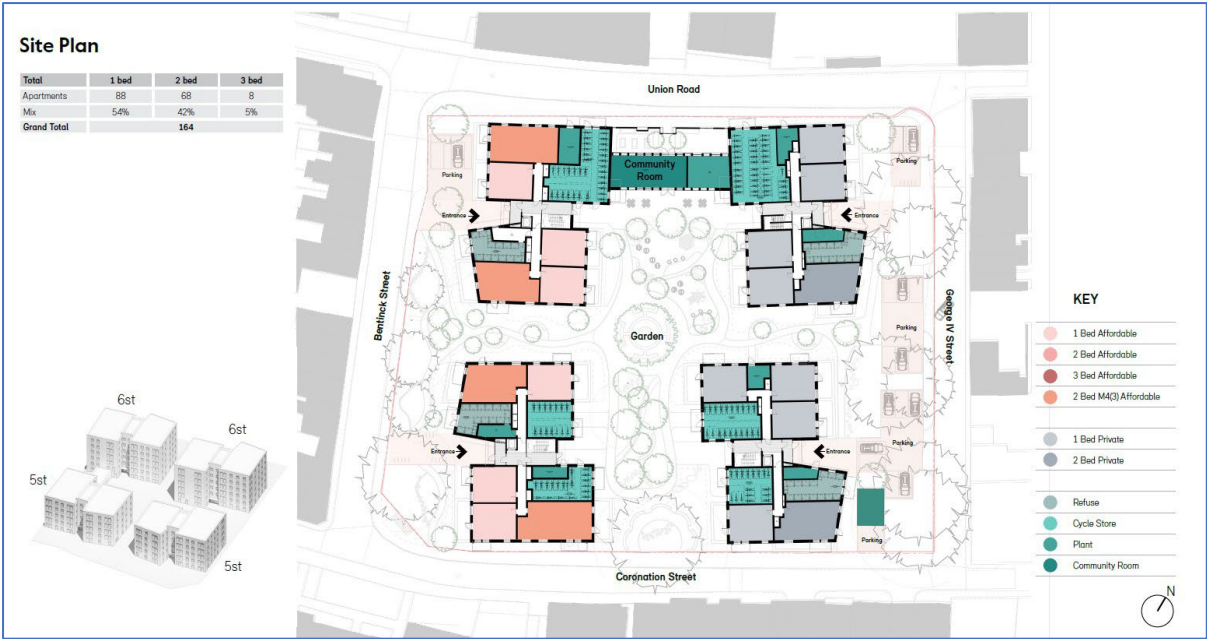 Site Plan
Total 1 bed 2 bed 3 bed
Apartments 88 68 8
Mix 54% 42% 5%
Grand Total 164
Union Road
Community
Room
Parking
Parking
Entrance
Entrance
Bentinck Street
George IV Street
Garden
Parking
Parking
Entrance
Entrance
Parking
Coronation Street
6st
6st
5st
5st
KEY
1 Bed Affordable
2 Bed Affordable
3 Bed Affordable
2 Bed M4(3) Affordable
1 Bed Private
2 Bed Private
Refuse
Cycle Store
Plant
Community Room
N